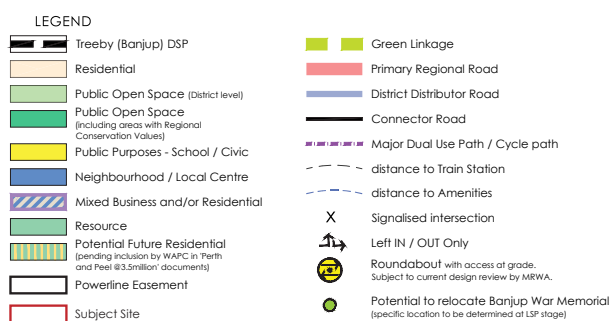 LEGEND
Treeby (Banjup) DSP
Residential
Public Open Space (District level)
Public Open Space
(including areas with Regional
Conservation Values)
Public Purposes - School / Civic
Neighbourhood / Local Centre
Mixed Business and/or Residential
Resource
Potential Future Residential
(pending inclusion by WAPC in 'Perth
and Peel @3.5million' documents)
Powerline Easement
Subject Site
Green Linkage
Primary Regional Road
District Distributor Road
Connector Road
Major Dual Use Path / Cycle path
distance to Train Station
distance to Amenities
X Signalised intersection
Left IN / OUT Only
Roundabout with access at grade.
Subject to current design review by MRWA.
Potential to relocate Banjup War Memorial
(specific location to be determined at LSP stage)